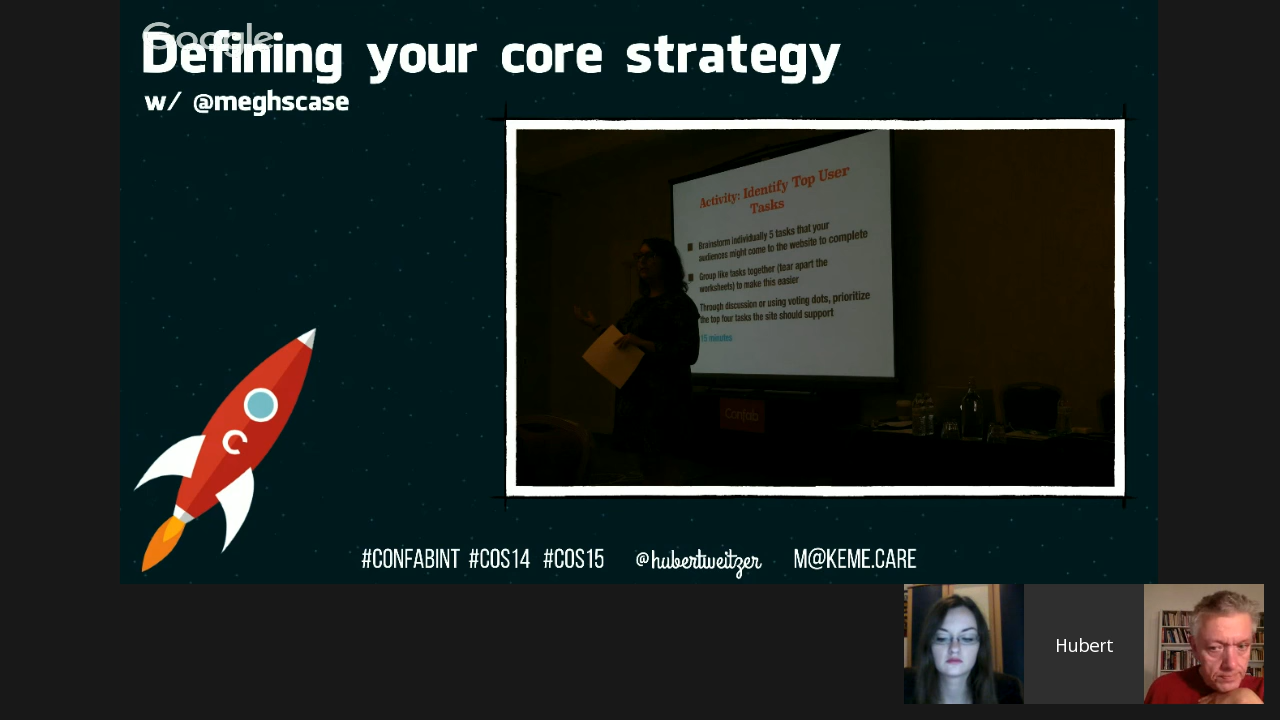 Google
Defining your core strategy
w/ @meghscase
Activity: Identify Top User
Tasks
Brainstorm individually 5 tasks that your
audiences might come to the website to complete
Group like tasks together (tear apart the
worksheets) to make this easier
Through discussion or using voting dots, prioritize
the top four tasks the site should support
15 minutes
Confab
C
#CONFABINT #COS14 #COS15 @hubertweitzer M@KEME.CARE
Hubert